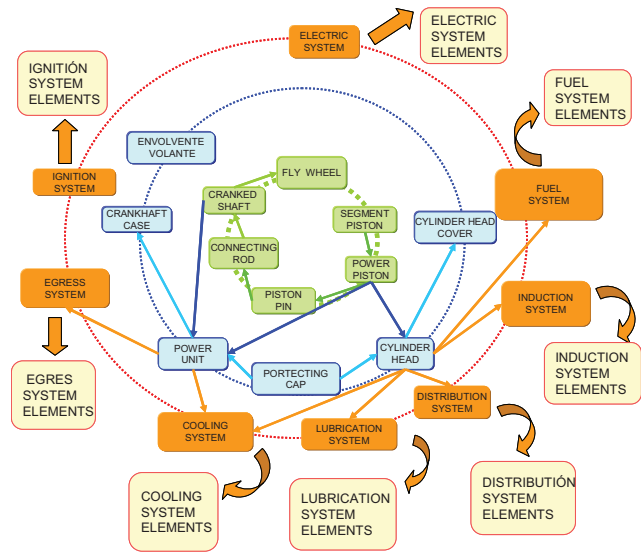 ELECTRIC
SYSTEM
ELECTRIC
SYSTEM
ELEMENTS
IGNITIÓN
SYSTEM
ELEMENTS
FUEL
SYSTEM
ELEMENTS
ENVOLVENTE
VOLANTE
FLY WHEEL
IGNITION
SYSTEM
CRANKED
SHAFT
FUEL
SYSTEM
CRANKHAFT
CASE
SEGMENT
PISTON
CYLINDER HEAD
COVER
CONNECTING
ROD
POWER
PISTON
EGRESS
SYSTEM
PISTON
PIN
INDUCTION
SYSTEM
POWER
UNIT
CYLINDER
HEAD
PORTECTING
CAP
EGRES
SYSTEM
ELEMENTS
INDUCTION
SYSTEM
ELEMENTS
DISTRIBUTION
SYSTEM
COOLING
SYSTEM
LUBRICATION
SYSTEM
COOLING
SYSTEM
ELEMENTS
LUBRICATION
SYSTEM
ELEMENTS
DISTRIBUTIÓN
SYSTEM
ELEMENTS